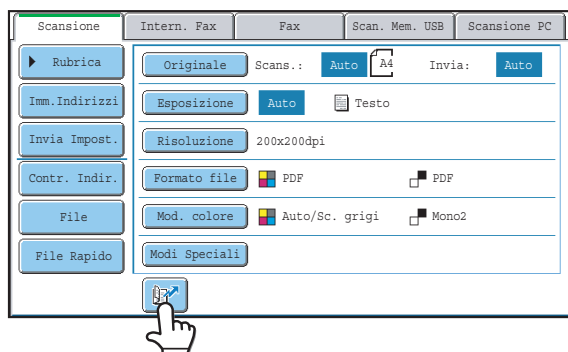 Scansione Intern. Fax Fax Scan. Mem. USB Scansione PC
Rubrica Originale Scans.: Auto A4 Invia: Auto
Imm.Indirizzi Esposizione Auto Testo
Invia Impost. Risoluzione 200x200dpi
Contr. Indir. Formato file PDF PDF
File Mod. colore Auto/Sc. grigi Mono2
File Rapido Modi Speciali